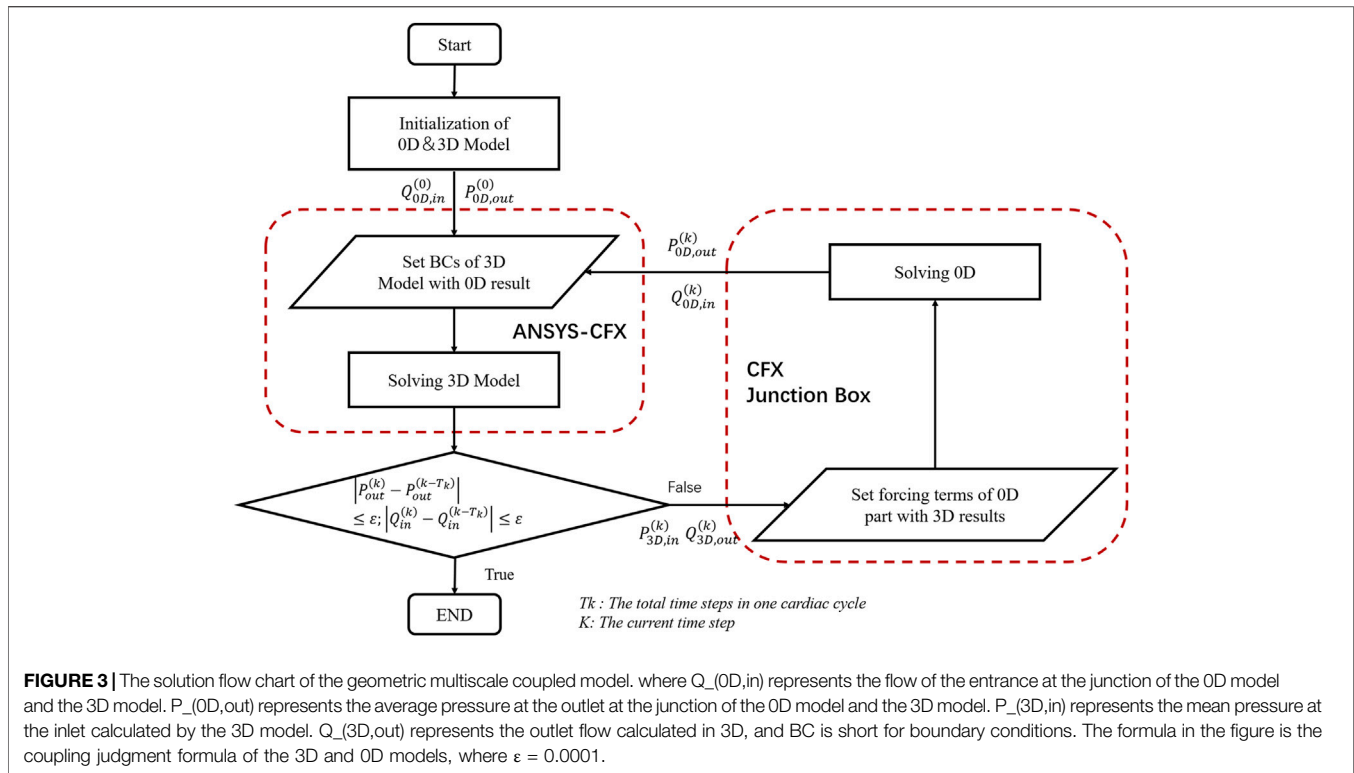 Start
Initialization of
0D＆3D Model
Q_{0D,in}^{(0)} P_{0D,out}^{(0)}
Set BCs of 3D
Model with 0D result
P_{0D,out}^{(k)}
Q_{0D,in}^{(k)}
Solving 0D
ANSYS-CFX
Solving 3D Model
CFX
Junction Box
|P_{out}^{(k)} − P_{out}^{(k−T_k)}|
≤ ε; |Q_{in}^{(k)} − Q_{in}^{(k−T_k)}| ≤ ε
False
P_{3D,in}^{(k)} Q_{3D,out}^{(k)}
Set forcing terms of 0D
part with 3D results
True
END
Tk : The total time steps in one cardiac cycle
K: The current time step
FIGURE 3 | The solution flow chart of the geometric multiscale coupled model. where Q_(0D,in) represents the flow of the entrance at the junction of the 0D model
and the 3D model. P_(0D,out) represents the average pressure at the outlet at the junction of the 0D model and the 3D model. P_(3D,in) represents the mean pressure at
the inlet calculated by the 3D model. Q_(3D,out) represents the outlet flow calculated in 3D, and BC is short for boundary conditions. The formula in the figure is the
coupling judgment formula of the 3D and 0D models, where ε = 0.0001.